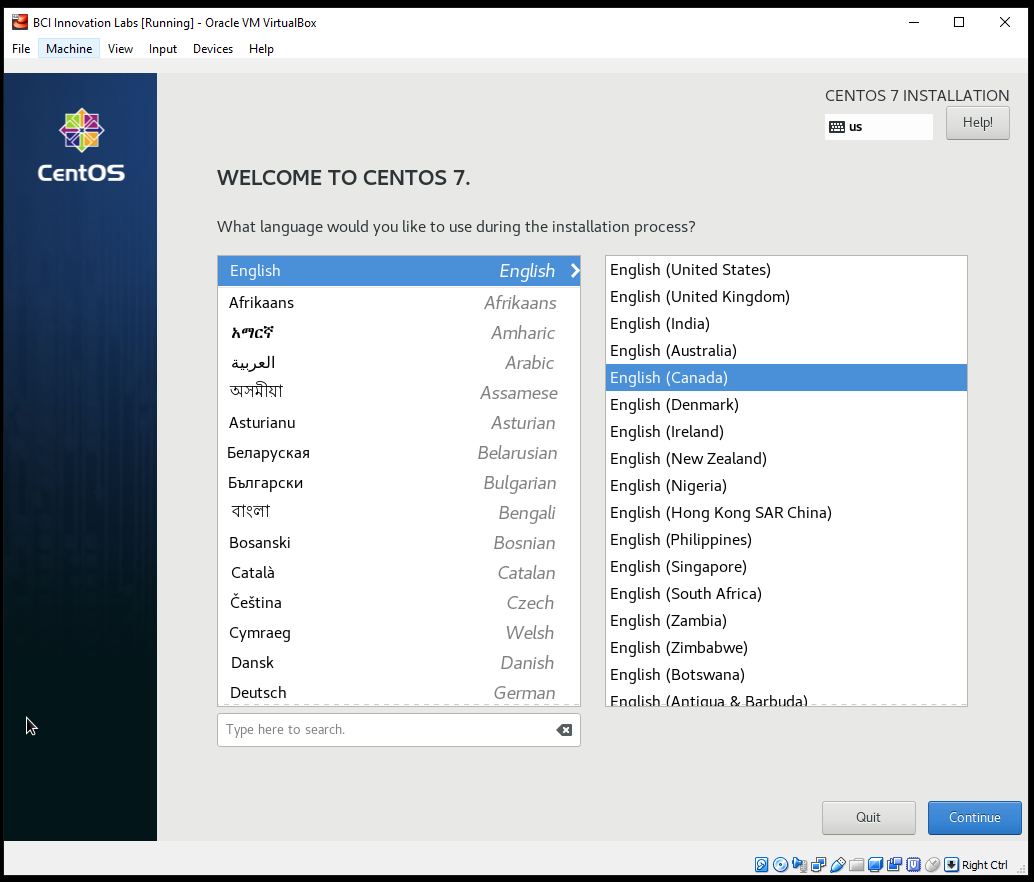 BCI Innovation Labs [Running] - Oracle VM VirtualBox
File Machine View Input Devices Help
CentOS
CENTOS 7 INSTALLATION
us
Help!
WELCOME TO CENTOS 7.
What language would you like to use during the installation process?
English English
Afrikaans Afrikaans
አማርኛ Amharic
العربية Arabic
অসমীয়া Assamese
Asturianu Asturian
Беларуская Belarusian
Български Bulgarian
বাংলা Bengali
Bosanski Bosnian
Català Catalan
Čeština Czech
Cymraeg Welsh
Dansk Danish
Deutsch German
Type here to search.
English (United States)
English (United Kingdom)
English (India)
English (Australia)
English (Canada)
English (Denmark)
English (Ireland)
English (New Zealand)
English (Nigeria)
English (Hong Kong SAR China)
English (Philippines)
English (Singapore)
English (South Africa)
English (Zambia)
English (Zimbabwe)
English (Botswana)
English (Antigua & Barbuda)
Quit
Continue
Right Ctrl